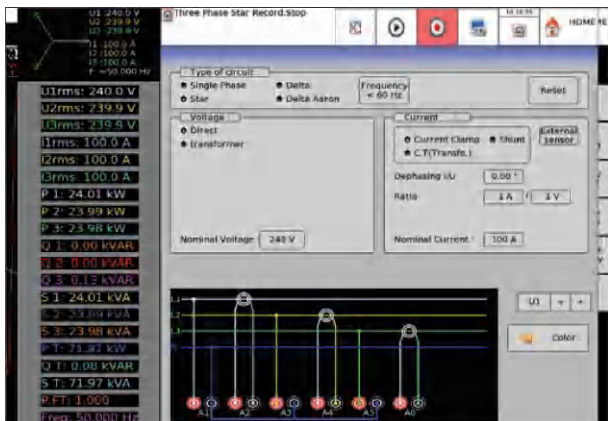 U1 :240.0 V
U2 :239.9 V
U3 :239.9 V
I1 :100.0 A
I2 :100.0 A
I3 :100.0 A
F =50.000 Hz
Three Phase Star Record.Stop
HOME
Type of circuit
Single Phase
Delta
Star
Delta Aaron
Frequency
< 60 Hz
Reset
Voltage
Direct
transformer
Nominal Voltage
240 V
Current
Current Clamp
Shunt
C.T(Transfo.)
External
sensor
Dephasing I/U
0.00 °
Ratio
1 A / 1 V
Nominal Current
100 A
U1rms: 240.0 V
U2rms: 239.9 V
U3rms: 239.9 V
I1rms: 100.0 A
I2rms: 100.0 A
I3rms: 100.0 A
P 1: 24.01 kW
P 2: 23.99 kW
P 3: 23.98 kW
Q 1: 0.00 kVAR
Q 2: 0.00 kVAR
Q 3: 0.13 kVAR
S 1: 24.01 kVA
S 2: 23.99 kVA
S 3: 23.98 kVA
P T: 71.97 kW
Q T: 0.08 kVAR
S T: 71.97 kVA
P.FT: 1.000
Freq: 50.000 Hz
L1
L2
L3
N
A1 A2 A3 A4 A5 A6
U1
Color